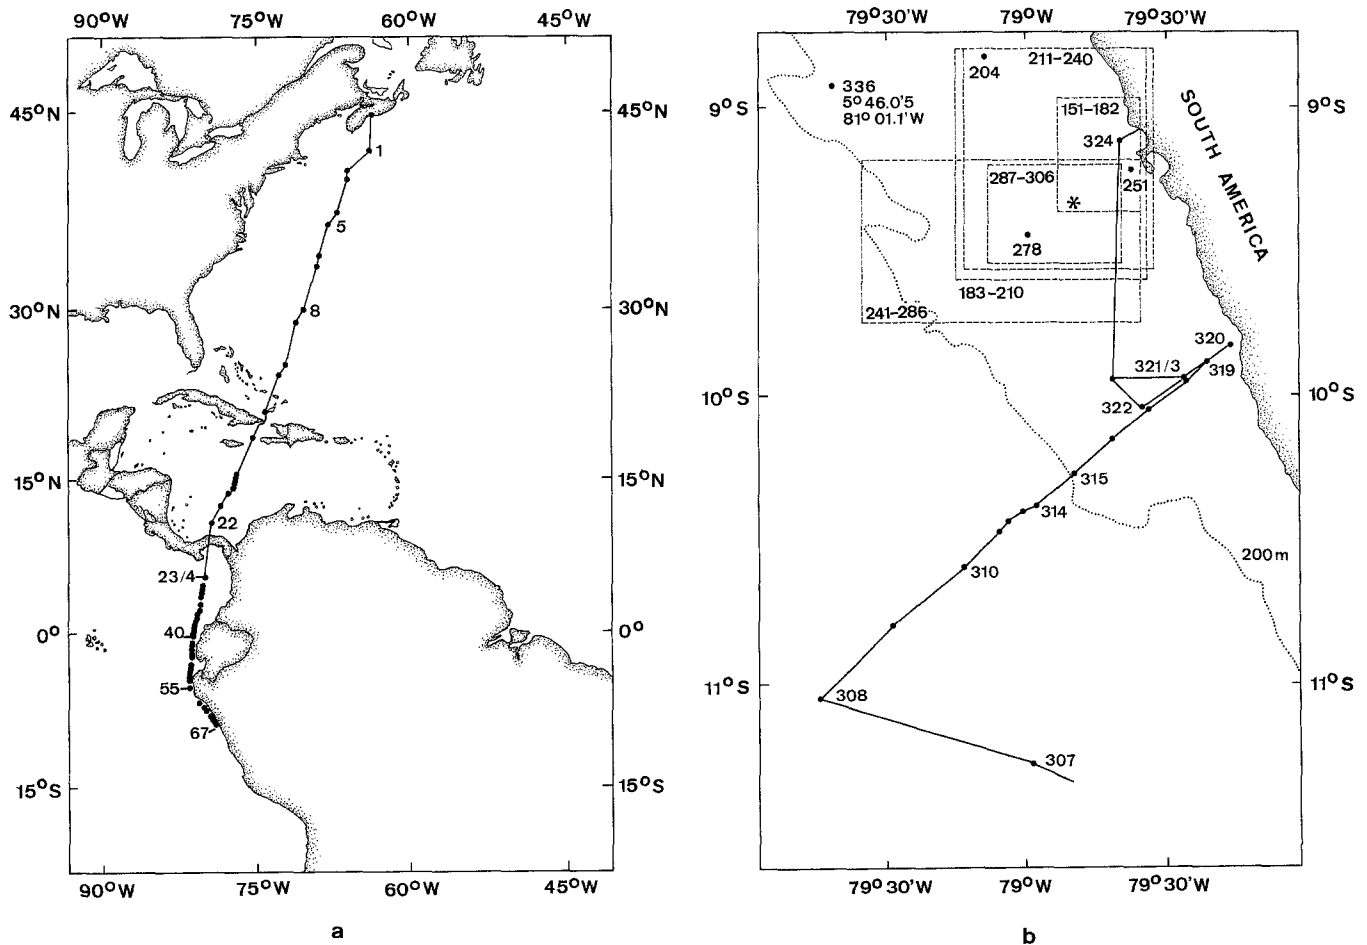 90°W 75°W 60°W 45°W
45°N 45°N
1
5
30°N 8 30°N
15°N 15°N
22
23/4
40
0° 0°
55
67
15°S 15°S
90°W 75°W 60°W 45°W
a
79°30'W 79°W 79°30'W
204
211–240
336
5° 46.0'5
81° 01.1'W
9°S 9°S
151–182
324
SOUTH AMERICA
287–306
251
*
278
183–210
241–286
320
321/3
319
322
10°S 10°S
315
314
200m
310
11°S 11°S
308
307
79°30'W 79°W 79°30'W
b